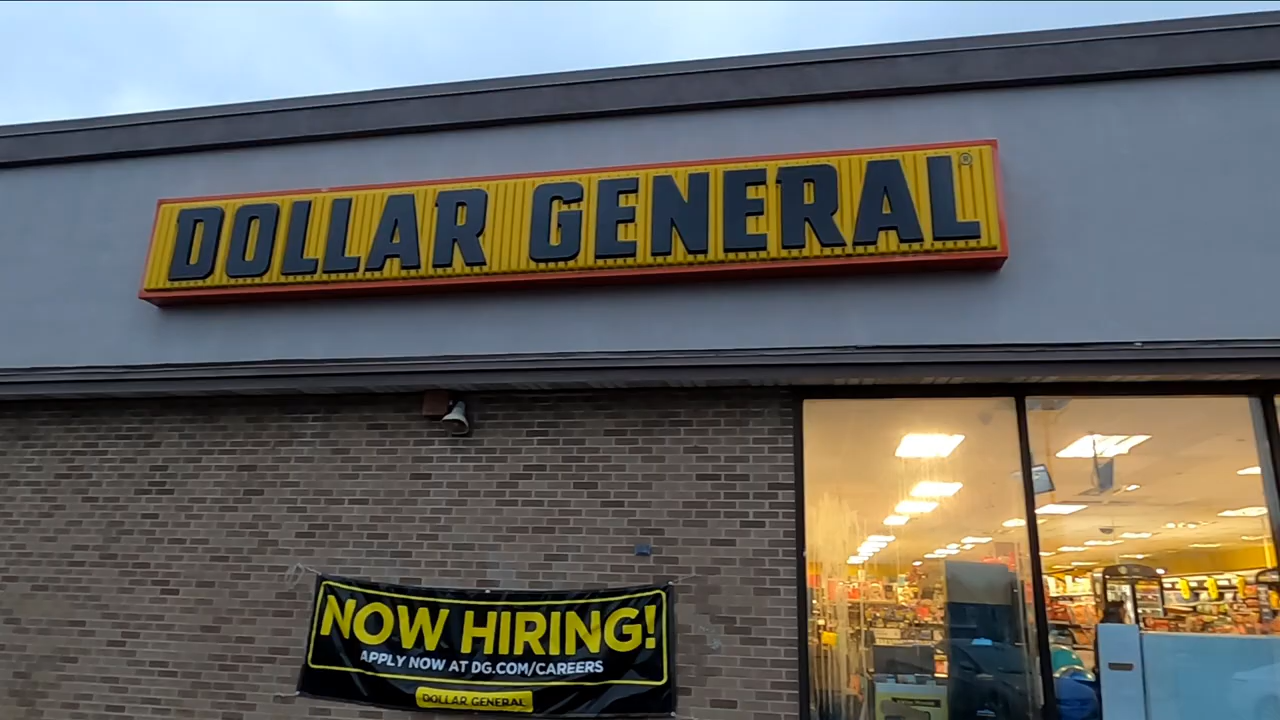 DOLLAR GENERAL®
NOW HIRING!
APPLY NOW AT DG.COM/CAREERS
DOLLAR GENERAL